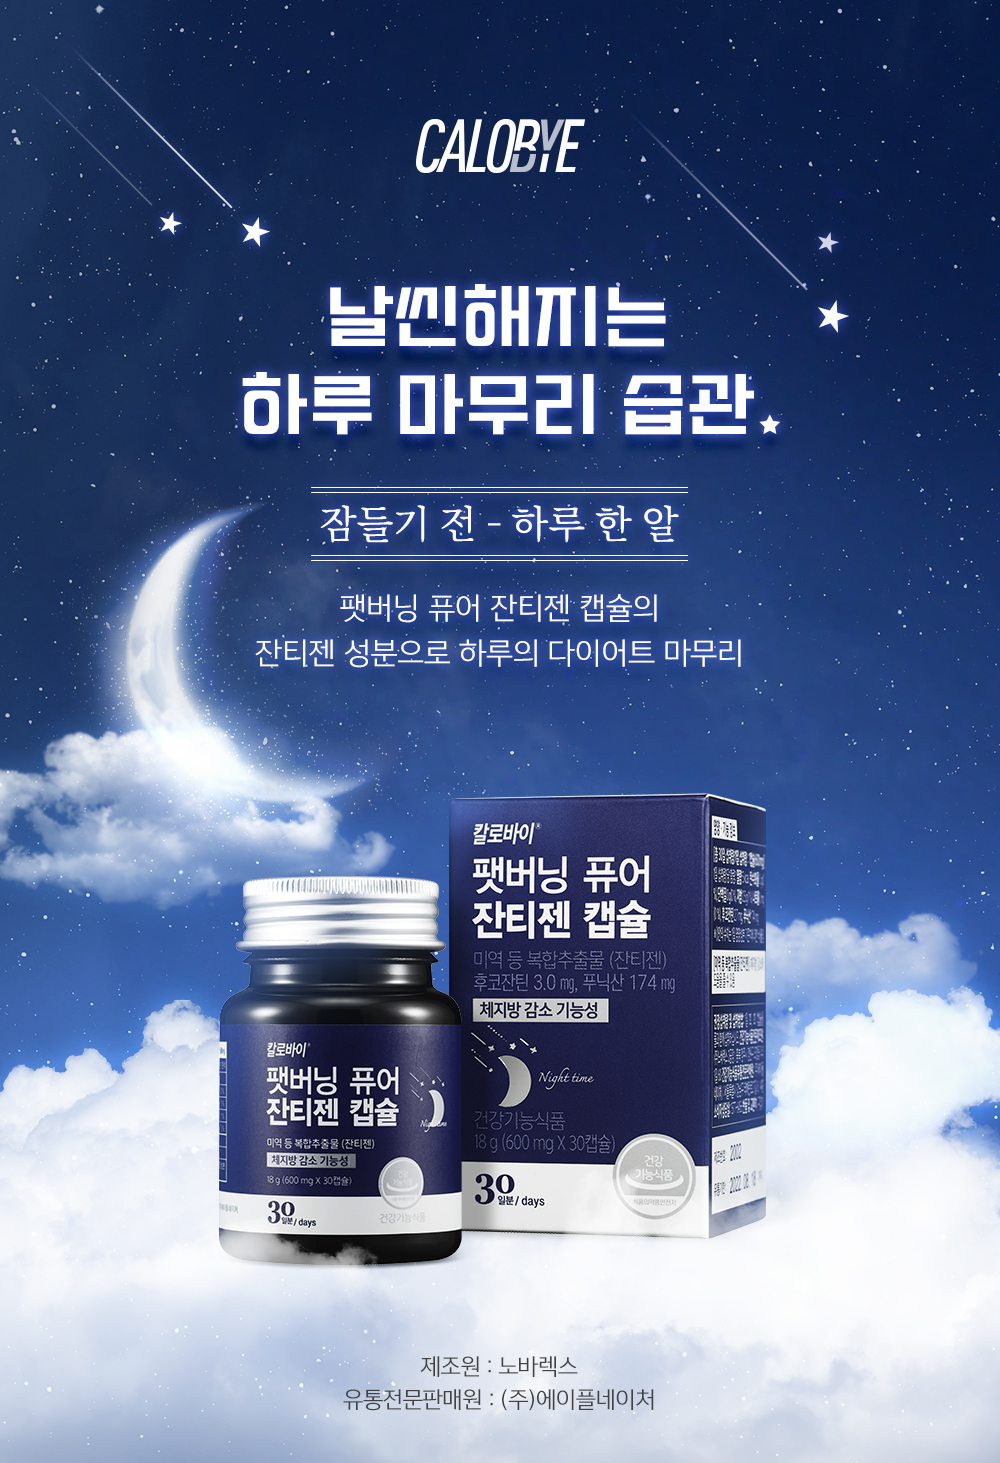 CALOBYE
날씬해지는
하루 마무리 습관
잠들기 전 - 하루 한 알
팻버닝 퓨어 잔티젠 캡슐의
잔티젠 성분으로 하루의 다이어트 마무리
칼로바이®
팻버닝 퓨어
잔티젠 캡슐
미역 등 복합추출물 (잔티젠)
후코잔틴 3.0 mg, 푸닉산 174 mg
체지방 감소 기능성
Night time
건강기능식품
18 g (600 mg X 30캡슐)
30 일분/days
건강
기능식품
2002
2022. 08. 18
칼로바이®
팻버닝 퓨어
잔티젠 캡슐
Night time
미역 등 복합추출물 (잔티젠)
체지방 감소 기능성
18 g (600 mg X 30캡슐)
30 일분/days
건강기능식품
제조원 : 노바렉스
유통전문판매원 : (주)에이플네이처